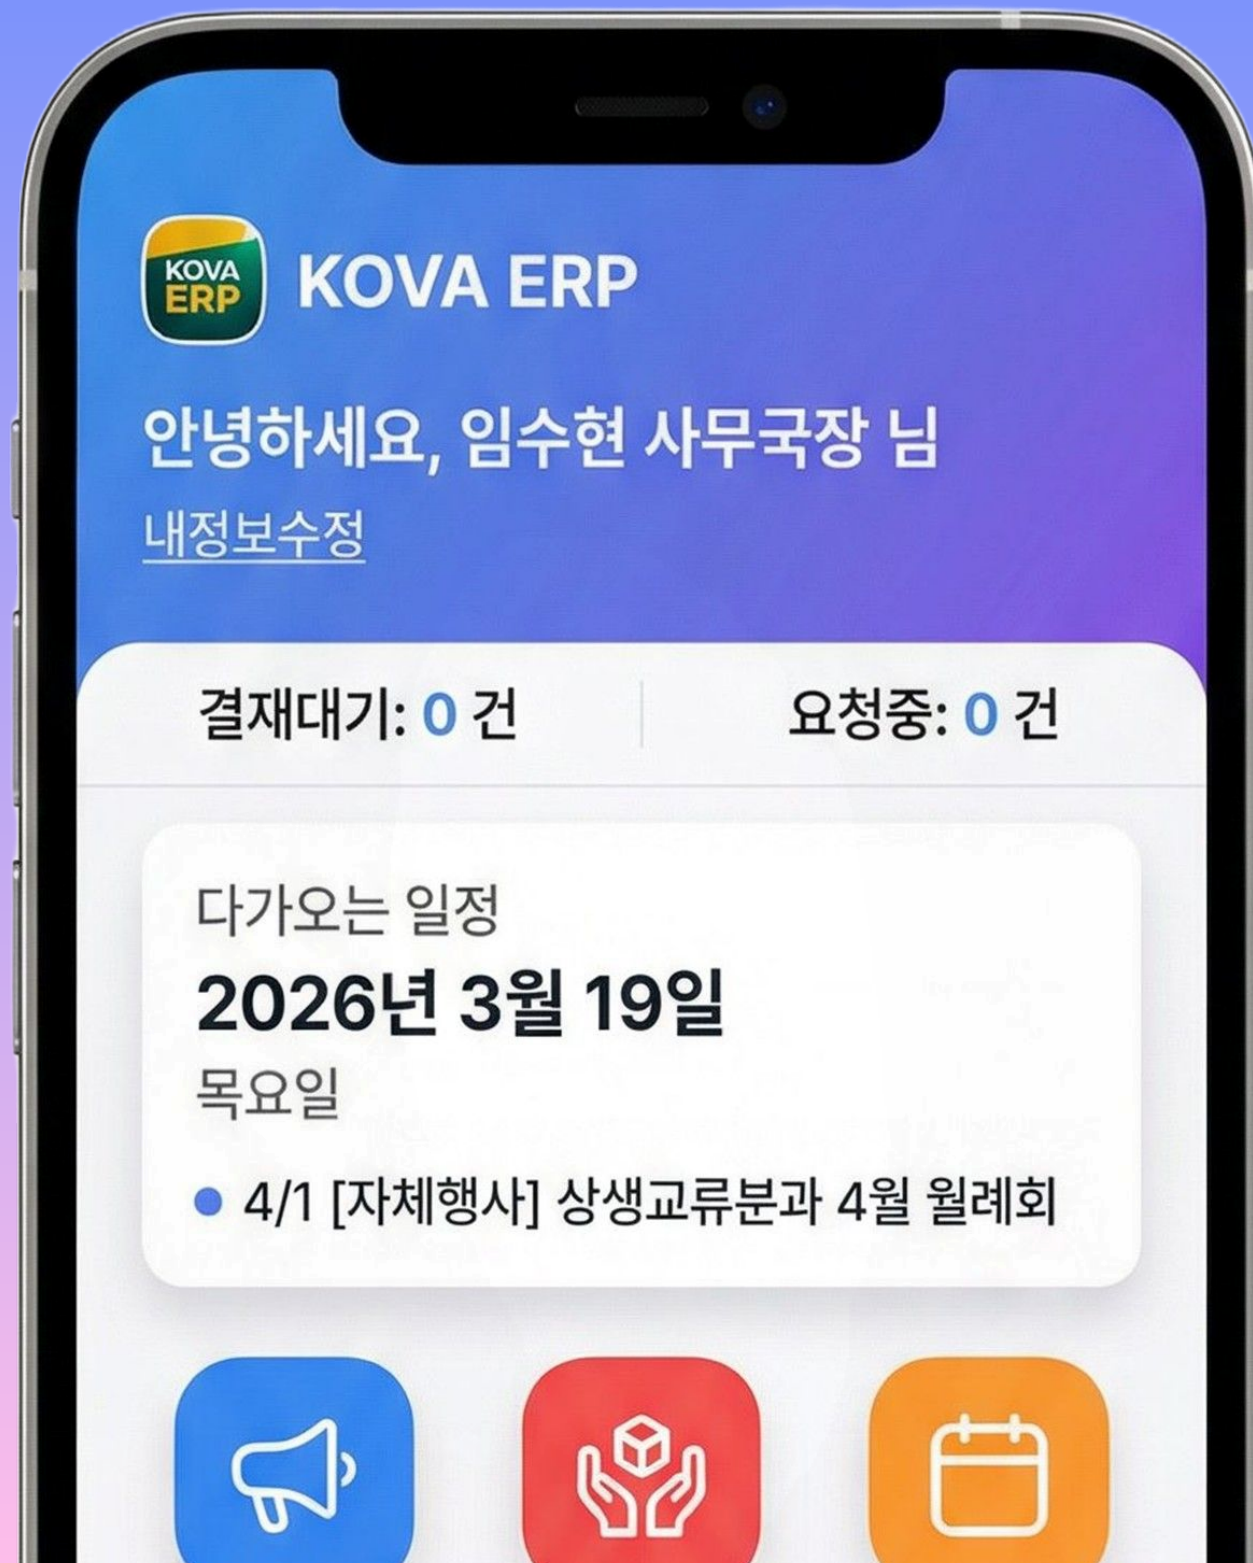 KOVA
ERP
KOVA ERP
안녕하세요, 임수현 사무국장 님
내정보수정
결재대기: 0 건
요청중: 0 건
다가오는 일정
2026년 3월 19일
목요일
4/1 [자체행사] 상생교류분과 4월 월례회